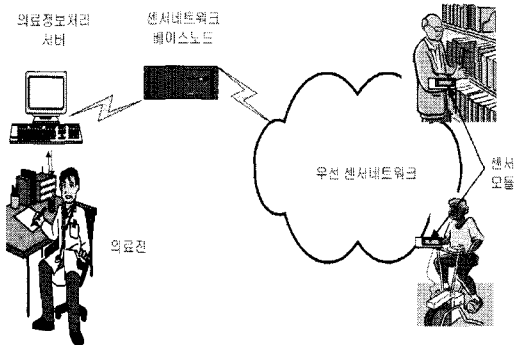 의료정보처리
서버
센서네트워크
베이스노드
우선 센서네트워크
센서
모듈
의료진